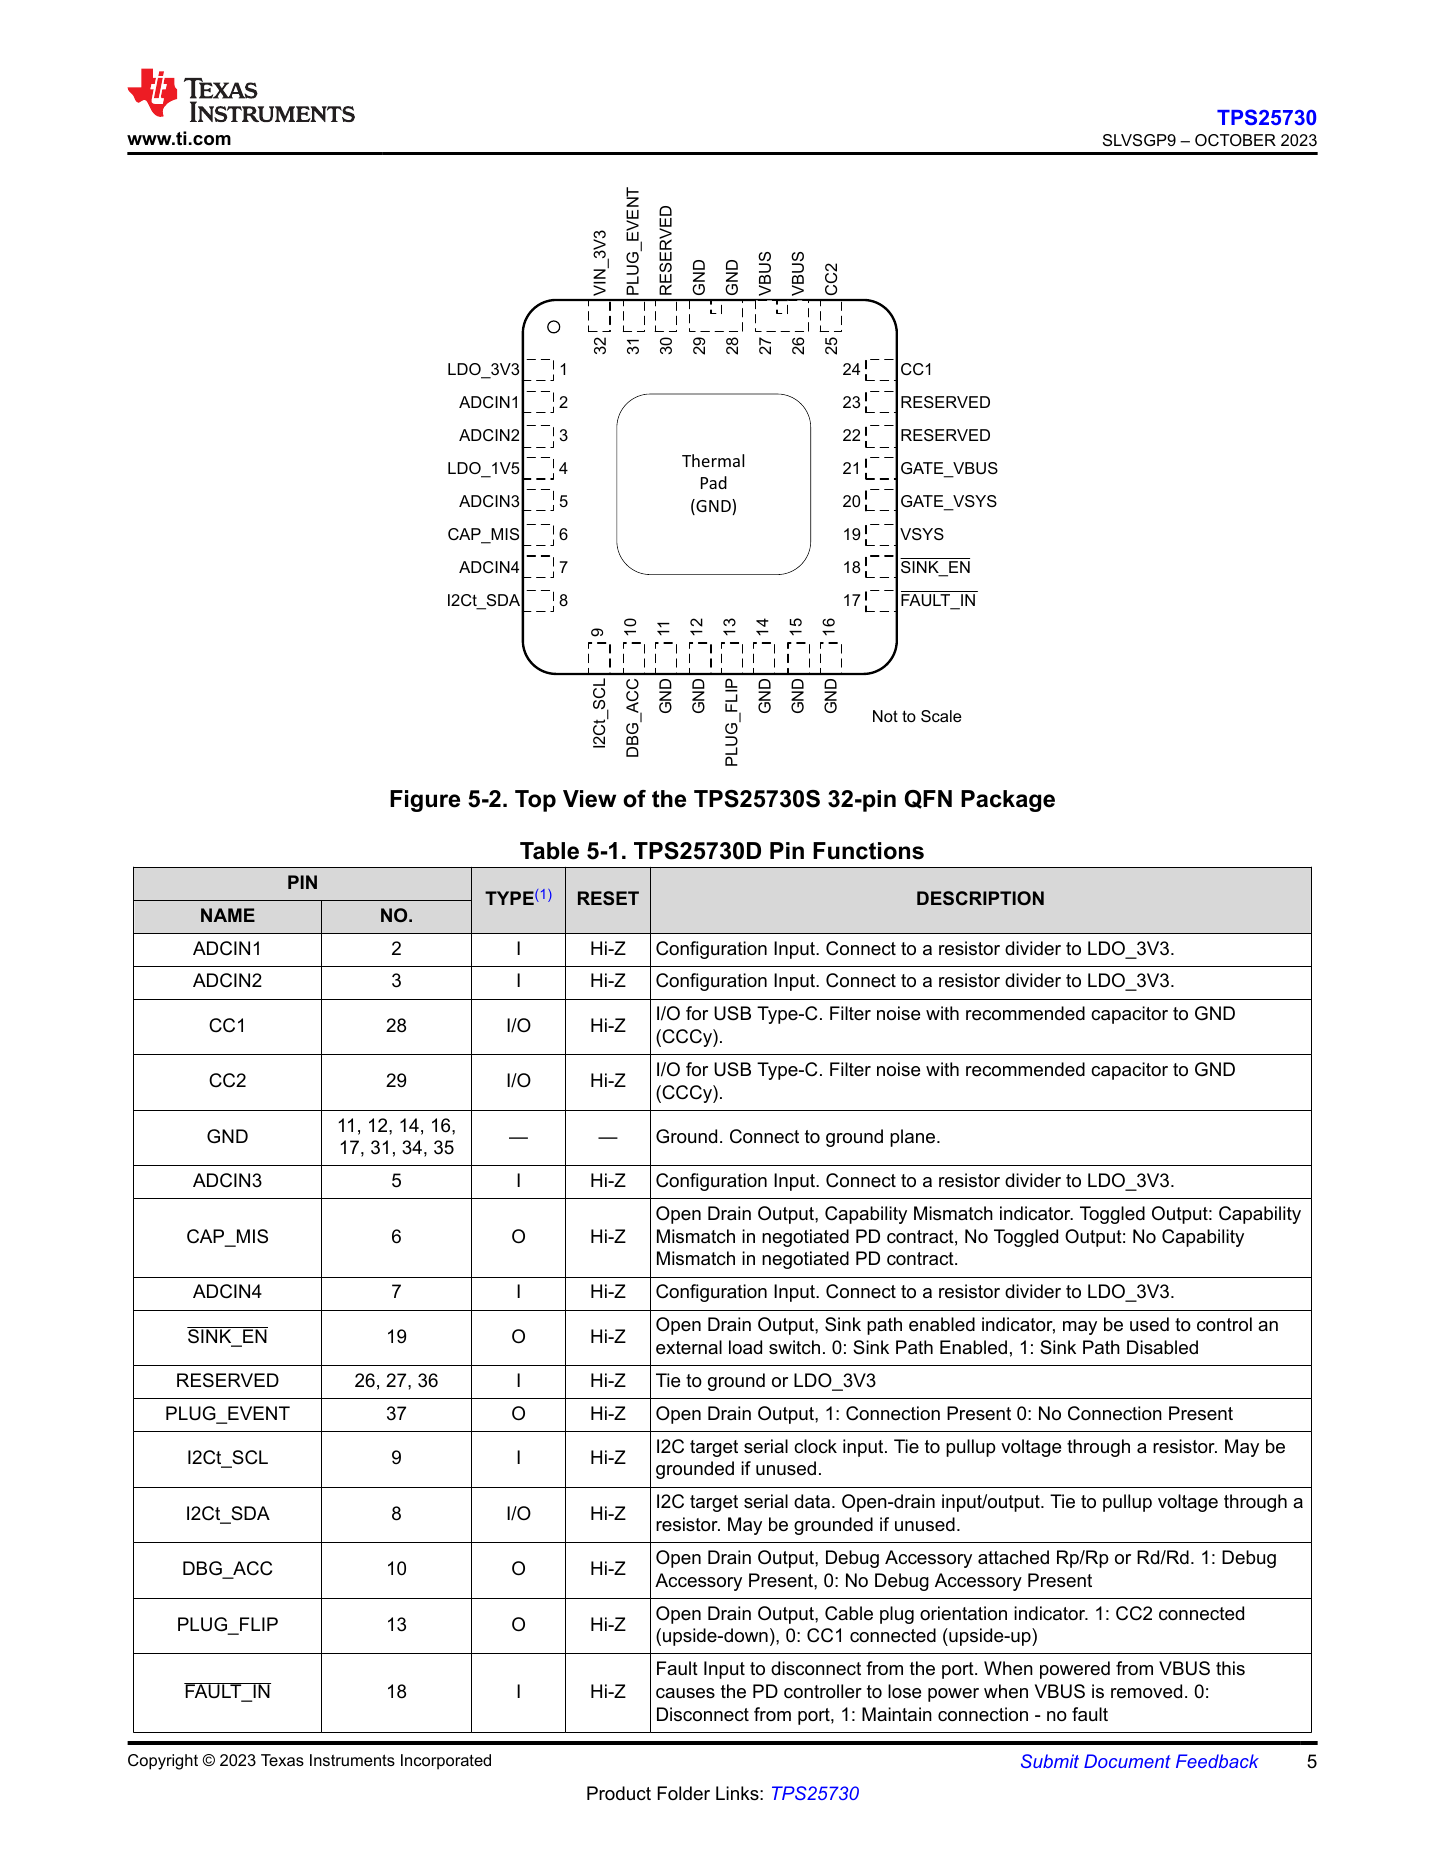 TEXAS
INSTRUMENTS
www.ti.com
TPS25730
SLVSGP9 – OCTOBER 2023
VIN_3V3
PLUG_EVENT
RESERVED
GND
GND
VBUS
VBUS
CC2
32
31
30
29
28
27
26
25
LDO_3V3 1
ADCIN1 2
ADCIN2 3
LDO_1V5 4
ADCIN3 5
CAP_MIS 6
ADCIN4 7
I2Ct_SDA 8
24 CC1
23 RESERVED
22 RESERVED
21 GATE_VBUS
20 GATE_VSYS
19 VSYS
18 SINK_EN
17 FAULT_IN
Thermal
Pad
(GND)
9
10
11
12
13
14
15
16
I2Ct_SCL
DBG_ACC
GND
GND
PLUG_FLIP
GND
GND
GND
Not to Scale
Figure 5-2. Top View of the TPS25730S 32-pin QFN Package
Table 5-1. TPS25730D Pin Functions
PIN
TYPE(1) RESET DESCRIPTION
NAME NO.
ADCIN1 2 I Hi-Z Configuration Input. Connect to a resistor divider to LDO_3V3.
ADCIN2 3 I Hi-Z Configuration Input. Connect to a resistor divider to LDO_3V3.
CC1 28 I/O Hi-Z I/O for USB Type-C. Filter noise with recommended capacitor to GND
(CCCy).
CC2 29 I/O Hi-Z I/O for USB Type-C. Filter noise with recommended capacitor to GND
(CCCy).
GND 11, 12, 14, 16,
17, 31, 34, 35 — — Ground. Connect to ground plane.
ADCIN3 5 I Hi-Z Configuration Input. Connect to a resistor divider to LDO_3V3.
CAP_MIS 6 O Hi-Z Open Drain Output, Capability Mismatch indicator. Toggled Output: Capability
Mismatch in negotiated PD contract, No Toggled Output: No Capability
Mismatch in negotiated PD contract.
ADCIN4 7 I Hi-Z Configuration Input. Connect to a resistor divider to LDO_3V3.
SINK_EN 19 O Hi-Z Open Drain Output, Sink path enabled indicator, may be used to control an
external load switch. 0: Sink Path Enabled, 1: Sink Path Disabled
RESERVED 26, 27, 36 I Hi-Z Tie to ground or LDO_3V3
PLUG_EVENT 37 O Hi-Z Open Drain Output, 1: Connection Present 0: No Connection Present
I2Ct_SCL 9 I Hi-Z I2C target serial clock input. Tie to pullup voltage through a resistor. May be
grounded if unused.
I2Ct_SDA 8 I/O Hi-Z I2C target serial data. Open-drain input/output. Tie to pullup voltage through a
resistor. May be grounded if unused.
DBG_ACC 10 O Hi-Z Open Drain Output, Debug Accessory attached Rp/Rp or Rd/Rd. 1: Debug
Accessory Present, 0: No Debug Accessory Present
PLUG_FLIP 13 O Hi-Z Open Drain Output, Cable plug orientation indicator. 1: CC2 connected
(upside-down), 0: CC1 connected (upside-up)
FAULT_IN 18 I Hi-Z Fault Input to disconnect from the port. When powered from VBUS this
causes the PD controller to lose power when VBUS is removed. 0:
Disconnect from port, 1: Maintain connection - no fault
Copyright © 2023 Texas Instruments Incorporated
Submit Document Feedback 5
Product Folder Links: TPS25730